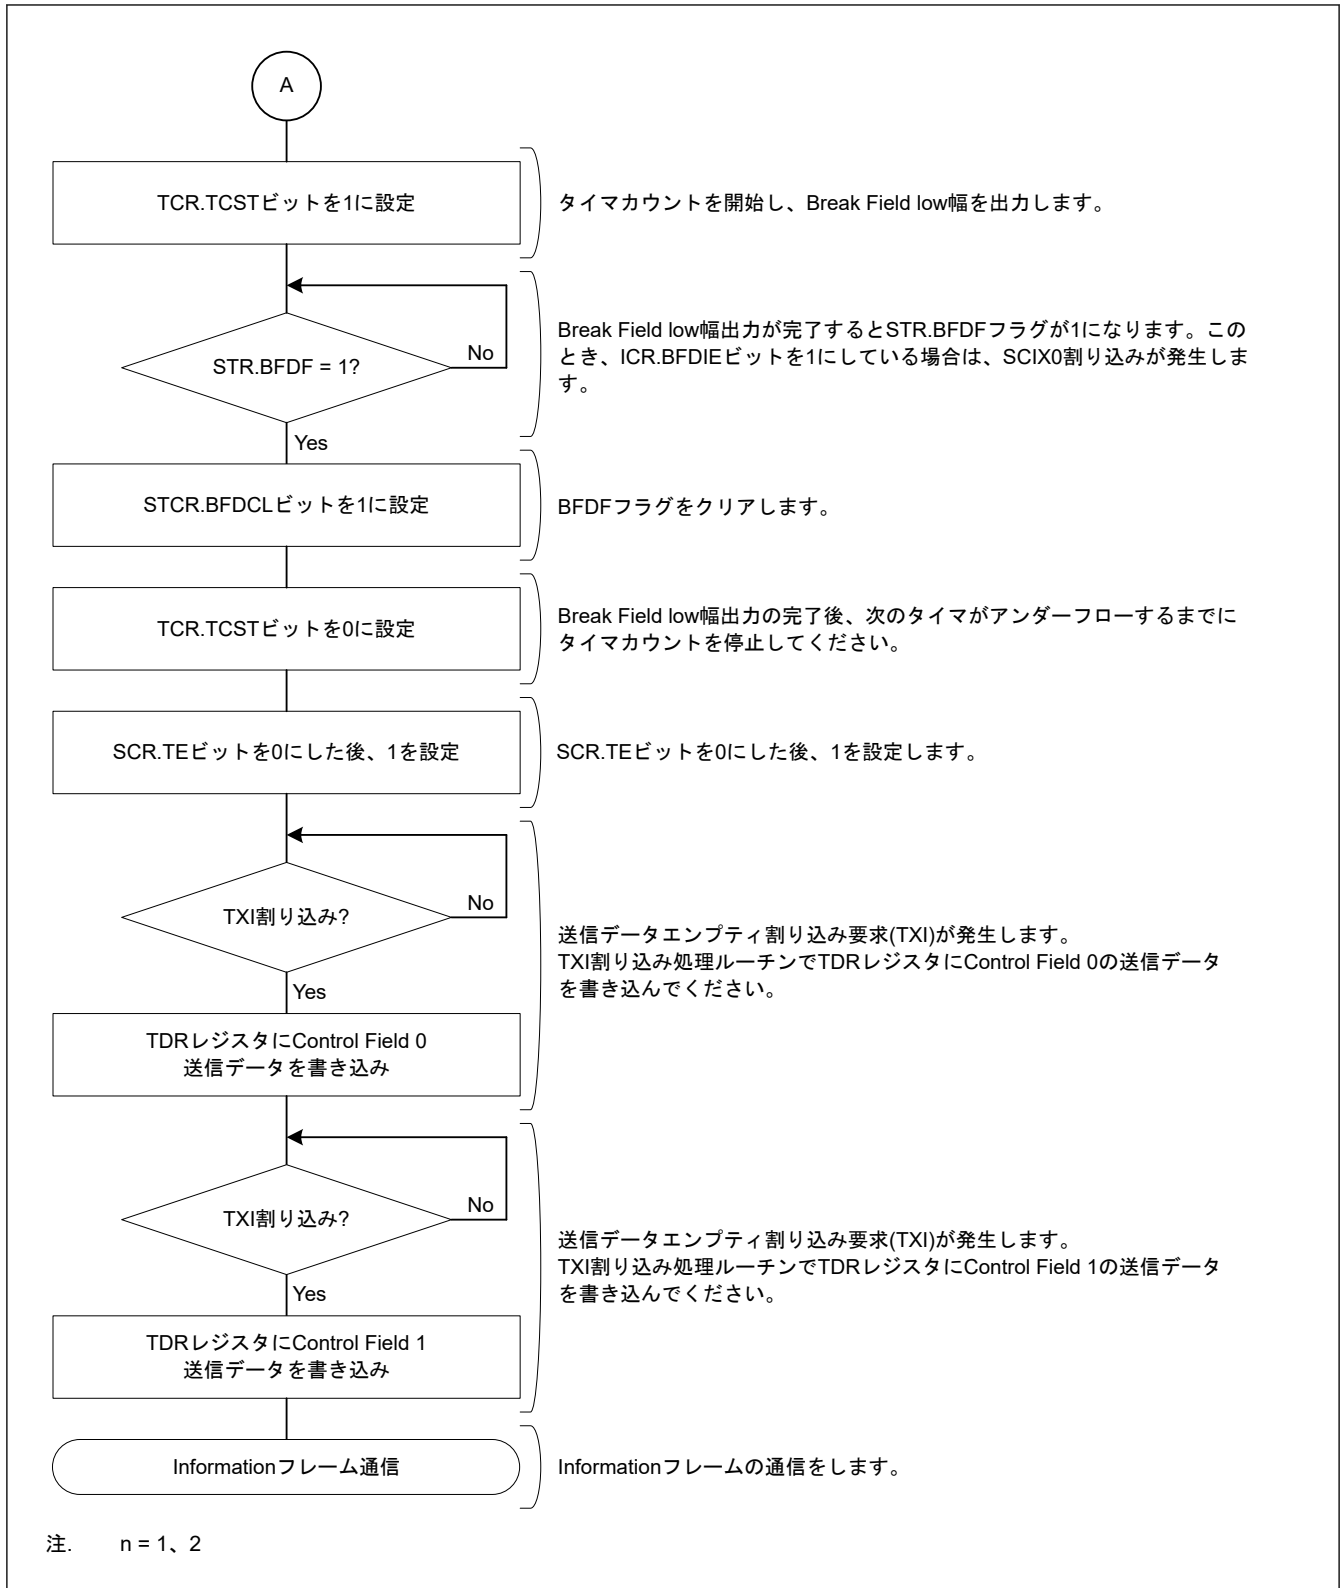 A
TCR.TCSTビットを1に設定
タイマカウントを開始し、Break Field low幅を出力します。
STR.BFDF = 1?
No
Yes
Break Field low幅出力が完了するとSTR.BFDFフラグが1になります。この
とき、ICR.BFDIEビットを1にしている場合は、SCIX0割り込みが発生しま
す。
STCR.BFDCLビットを1に設定
BFDFフラグをクリアします。
TCR.TCSTビットを0に設定
Break Field low幅出力の完了後、次のタイマがアンダーフローするまでに
タイマカウントを停止してください。
SCR.TEビットを0にした後、1を設定
SCR.TEビットを0にした後、1を設定します。
TXI割り込み?
No
Yes
送信データエンプティ割り込み要求(TXI)が発生します。
TXI割り込み処理ルーチンでTDRレジスタにControl Field 0の送信データ
を書き込んでください。
TDRレジスタにControl Field 0
送信データを書き込み
TXI割り込み?
No
Yes
送信データエンプティ割り込み要求(TXI)が発生します。
TXI割り込み処理ルーチンでTDRレジスタにControl Field 1の送信データ
を書き込んでください。
TDRレジスタにControl Field 1
送信データを書き込み
Informationフレーム通信
Informationフレームの通信をします。
注. n = 1、2